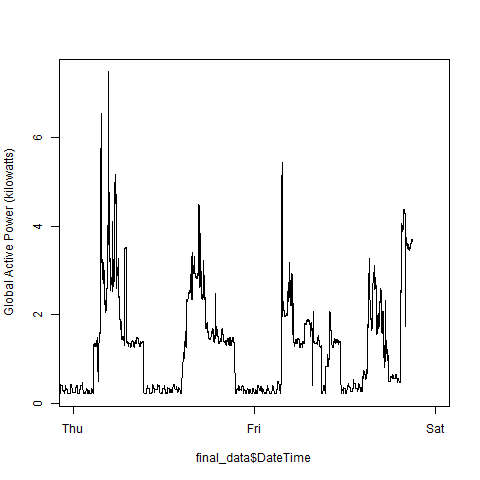 Global Active Power (kilowatts)
6
4
2
0
Thu
Fri
Sat
final_data$DateTime